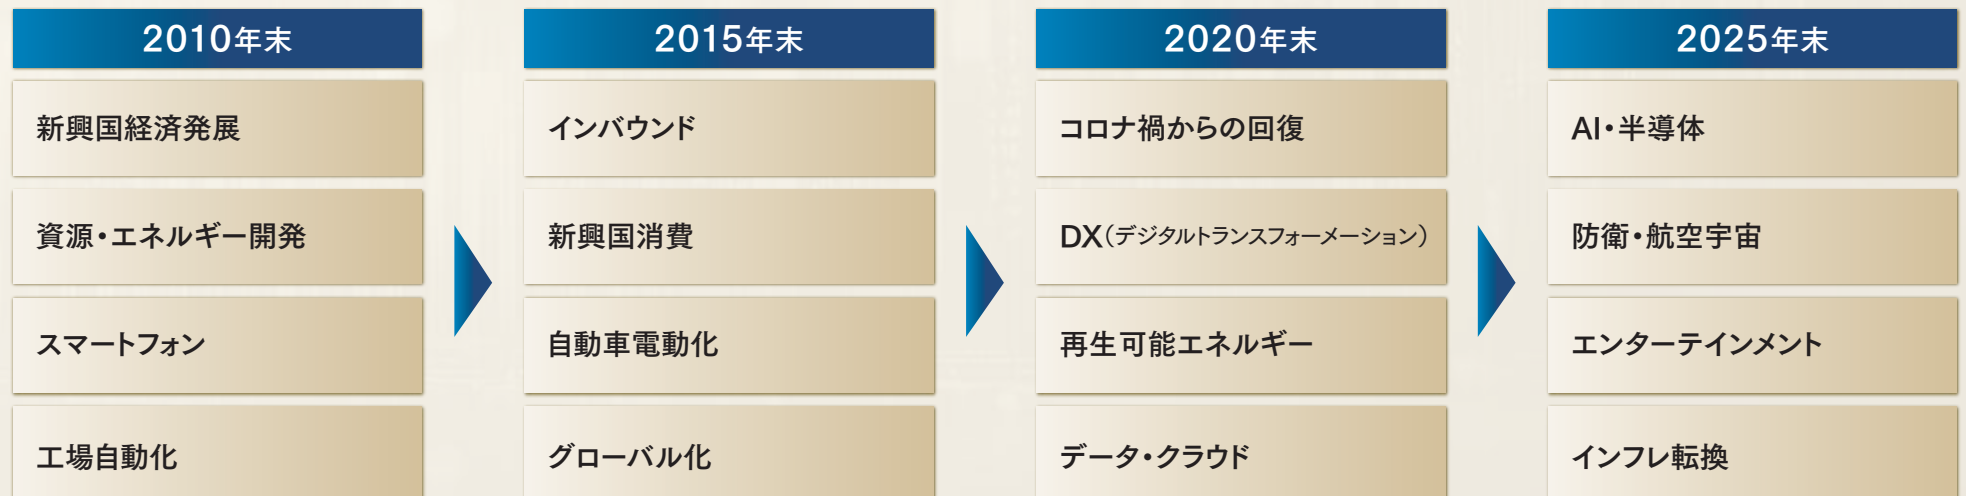 2010年末
新興国経済発展
資源・エネルギー開発
スマートフォン
工場自動化
2015年末
インバウンド
新興国消費
自動車電動化
グローバル化
2020年末
コロナ禍からの回復
DX(デジタルトランスフォーメーション)
再生可能エネルギー
データ・クラウド
2025年末
AI・半導体
防衛・航空宇宙
エンターテインメント
インフレ転換